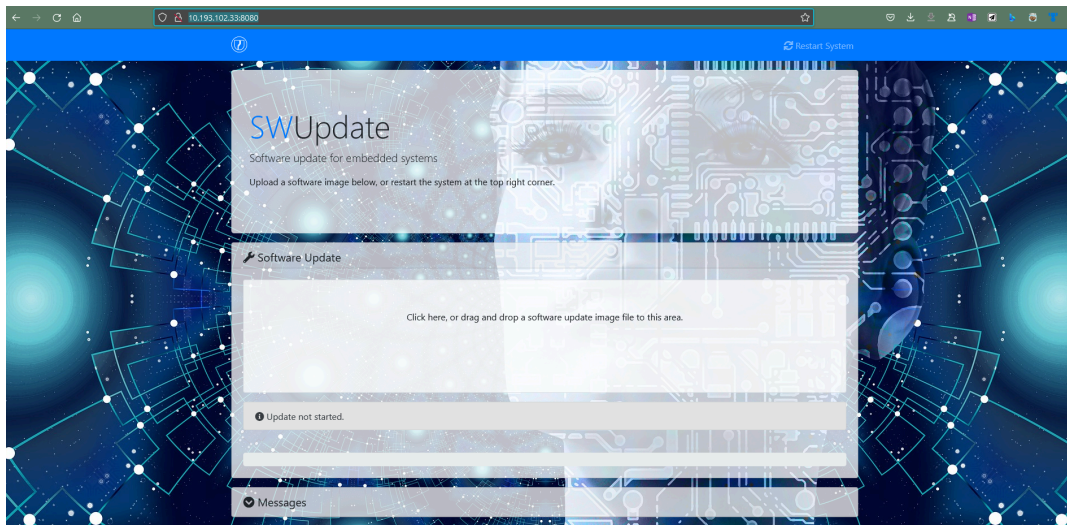 10.193.102.33:8080
Restart System
SWUpdate
Software update for embedded systems
Upload a software image below, or restart the system at the top right corner.
Software Update
Click here, or drag and drop a software update image file to this area.
Update not started.
Messages